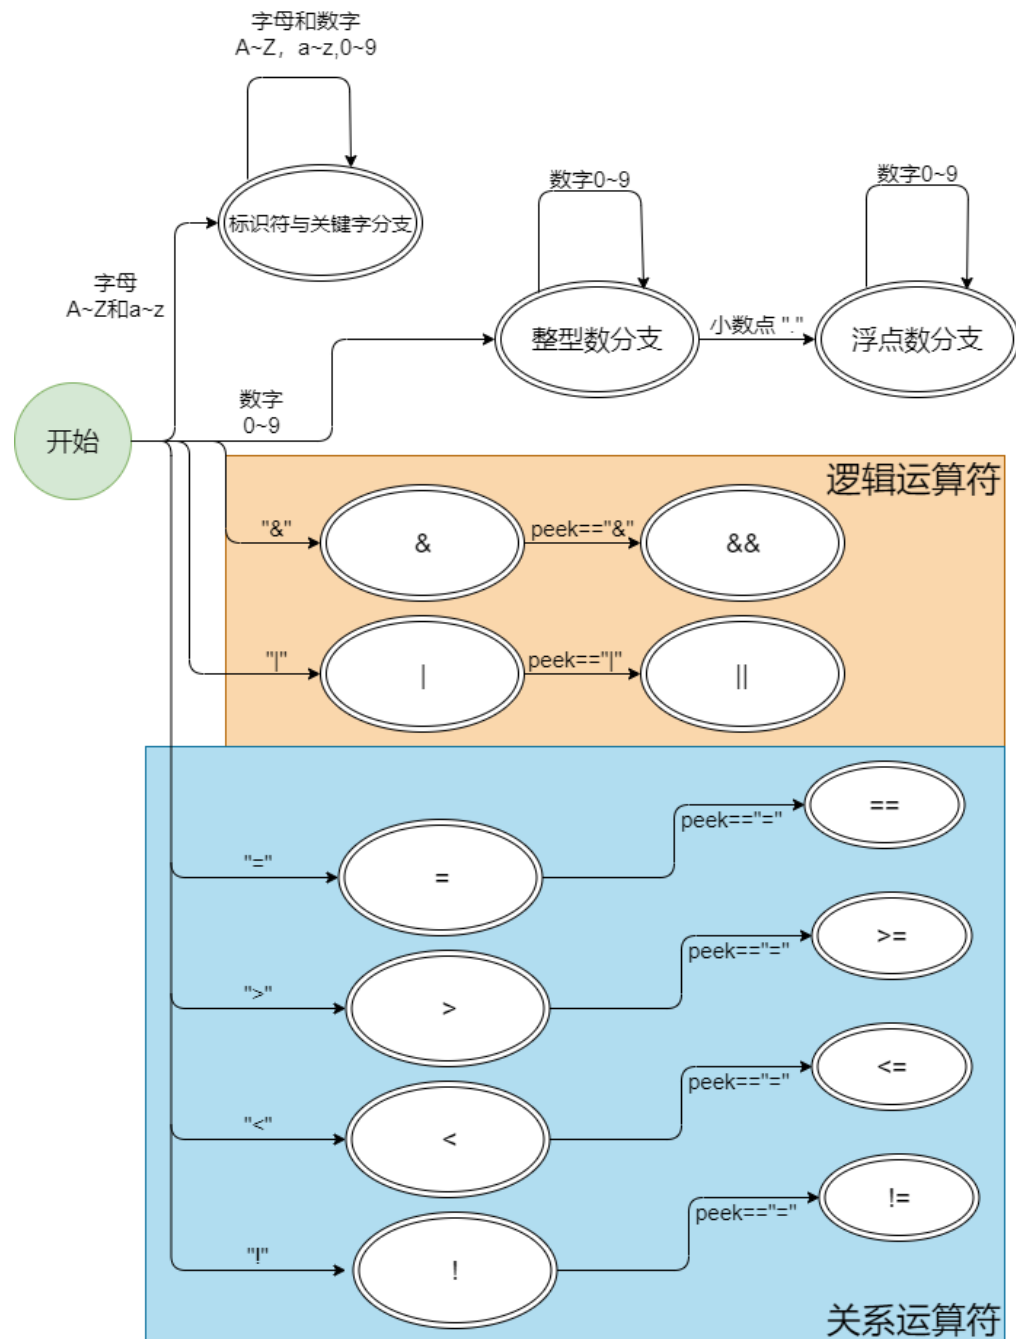 字母和数字
A~Z，a~z,0~9
标识符与关键字分支
数字0~9
数字0~9
字母
A~Z和a~z
整型数分支
小数点 "."
浮点数分支
数字
0~9
开始
逻辑运算符
"&"
&
peek=="&"
&&
"|"
|
peek=="|"
||
==
peek=="="
"="
=
>=
peek=="="
">"
>
<=
peek=="="
"<"
<
!=
peek=="="
"!"
!
关系运算符